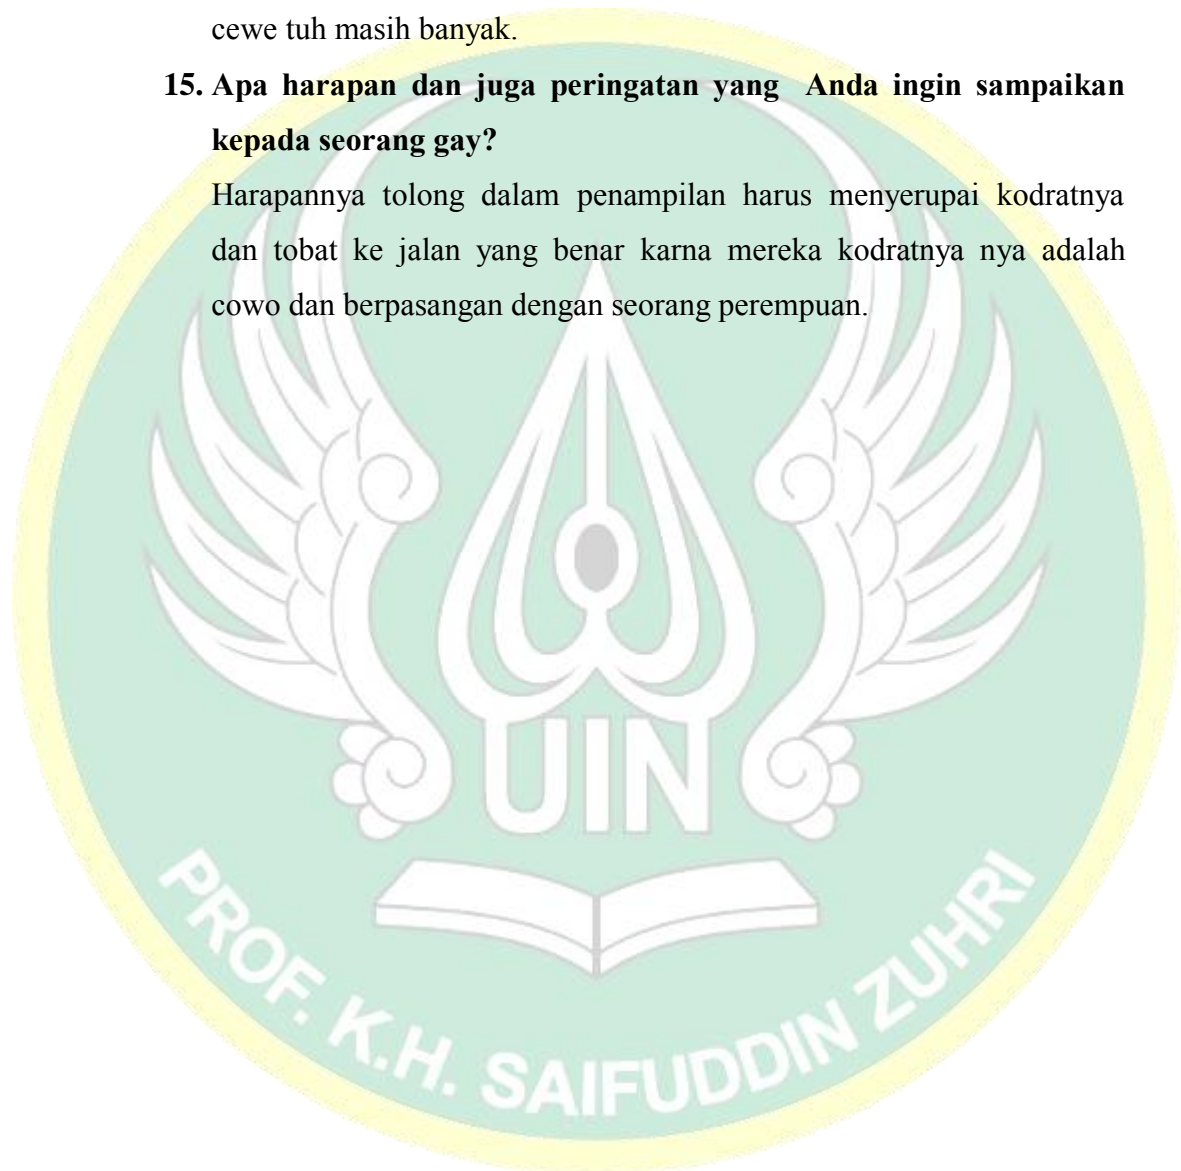 cewe tuh masih banyak.
15. Apa harapan dan juga peringatan yang Anda ingin sampaikan
kepada seorang gay?
Harapannya tolong dalam penampilan harus menyerupai kodratnya
dan tobat ke jalan yang benar karna mereka kodratnya nya adalah
cowo dan berpasangan dengan seorang perempuan.
UIN
PROF. K.H. SAIFUDDIN ZUHRI